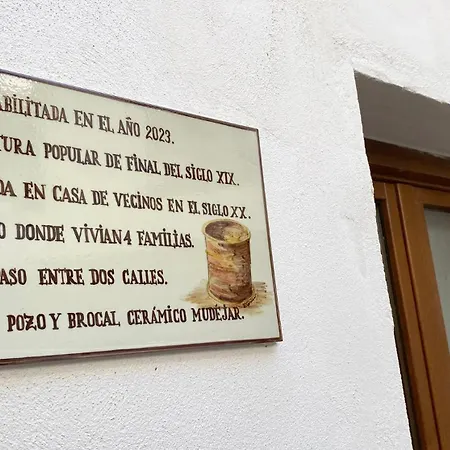 ABILITADA EN EL AÑO 2023.
TURA POPULAR DE FINAL DEL SIGLO XIX.
DA EN CASA DE VECINOS EN EL SIGLO XX.
O DONDE VIVIAN 4 FAMILIAS.
ASO ENTRE DOS CALLES.
POZO Y BROCAL CERÁMICO MUDÉJAR.